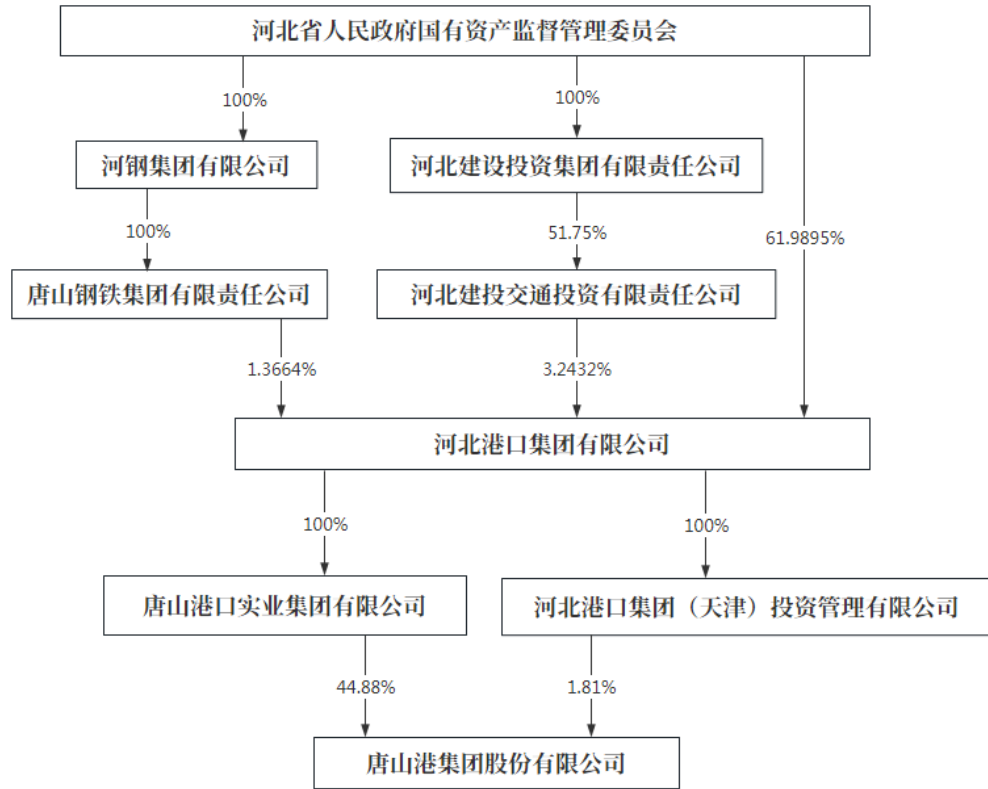 河北省人民政府国有资产监督管理委员会
100%
100%
河钢集团有限公司
河北建设投资集团有限责任公司
100%
51.75%
61.9895%
唐山钢铁集团有限责任公司
河北建投交通投资有限责任公司
1.3664%
3.2432%
河北港口集团有限公司
100%
100%
唐山港口实业集团有限公司
河北港口集团（天津）投资管理有限公司
44.88%
1.81%
唐山港集团股份有限公司